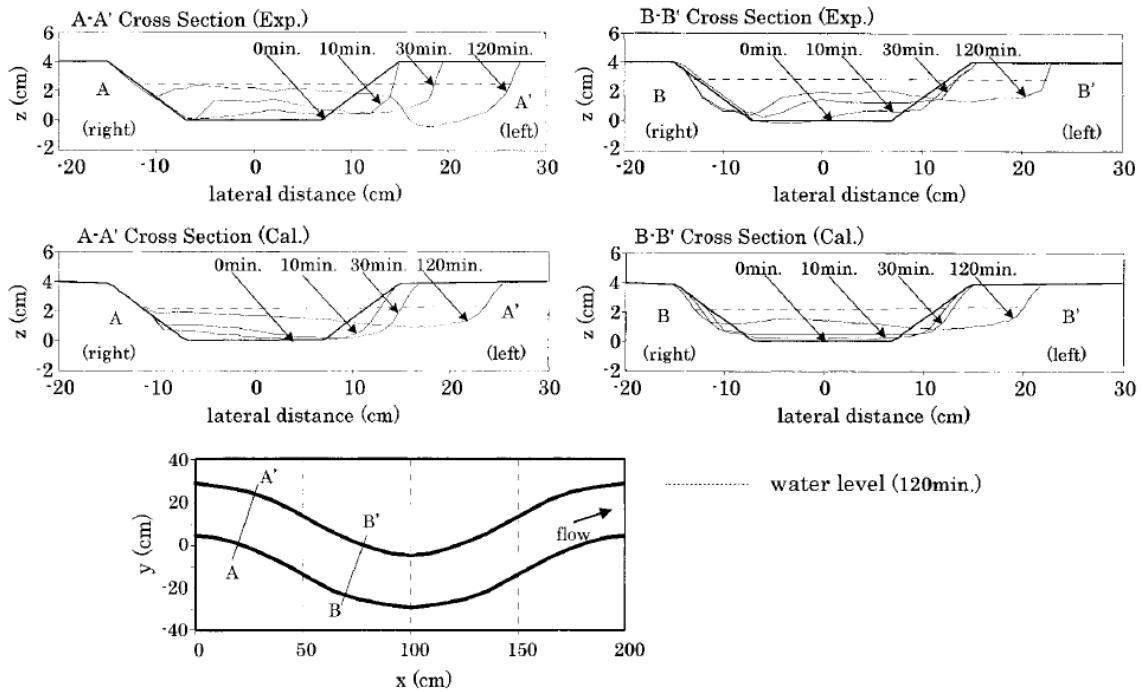 A-A' Cross Section (Exp.)
6
4
2
0
-2
z (cm)
0min. 10min. 30min. 120min.
A
A'
(right)
(left)
-20 -10 0 10 20 30
lateral distance (cm)
B-B' Cross Section (Exp.)
6
4
2
0
-2
z (cm)
0min. 10min. 30min. 120min.
B
B'
(right)
(left)
-20 -10 0 10 20 30
lateral distance (cm)
A-A' Cross Section (Cal.)
6
4
2
0
-2
z (cm)
0min. 10min. 30min. 120min.
A
A'
(right)
(left)
-20 -10 0 10 20 30
lateral distance (cm)
B-B' Cross Section (Cal.)
6
4
2
0
-2
z (cm)
0min. 10min. 30min. 120min.
B
B'
(right)
(left)
-20 -10 0 10 20 30
lateral distance (cm)
40
20
0
-20
-40
y (cm)
A'
B'
A
B
flow
0 50 100 150 200
x (cm)
water level (120min.)